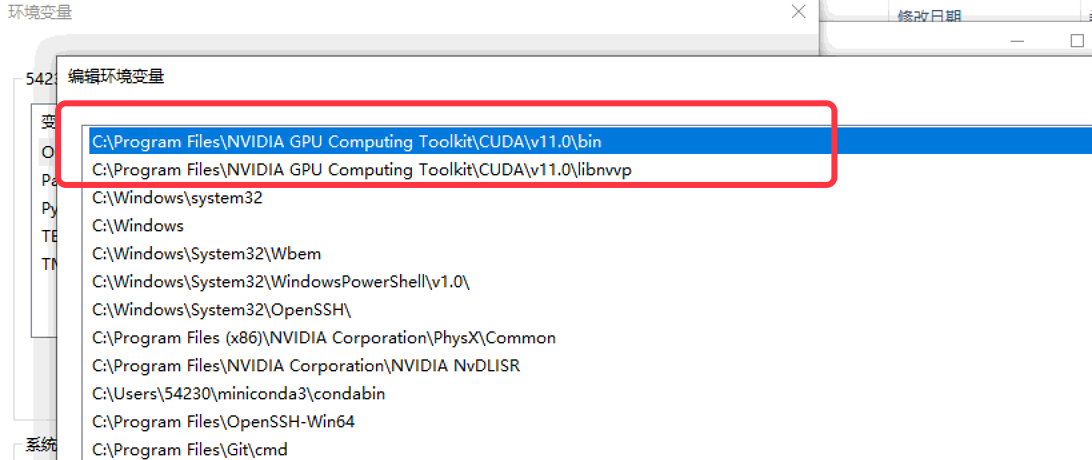 环境变量
修改日期
542
编辑环境变量
变
C:\Program Files\NVIDIA GPU Computing Toolkit\CUDA\v11.0\bin
O
C:\Program Files\NVIDIA GPU Computing Toolkit\CUDA\v11.0\libnvvp
Pa
C:\Windows\system32
Py
C:\Windows
TE
C:\Windows\System32\Wbem
TM
C:\Windows\System32\WindowsPowerShell\v1.0\
C:\Windows\System32\OpenSSH\
C:\Program Files (x86)\NVIDIA Corporation\PhysX\Common
C:\Program Files\NVIDIA Corporation\NVIDIA NvDLISR
C:\Users\54230\miniconda3\condabin
C:\Program Files\OpenSSH-Win64
系统
C:\Program Files\Git\cmd